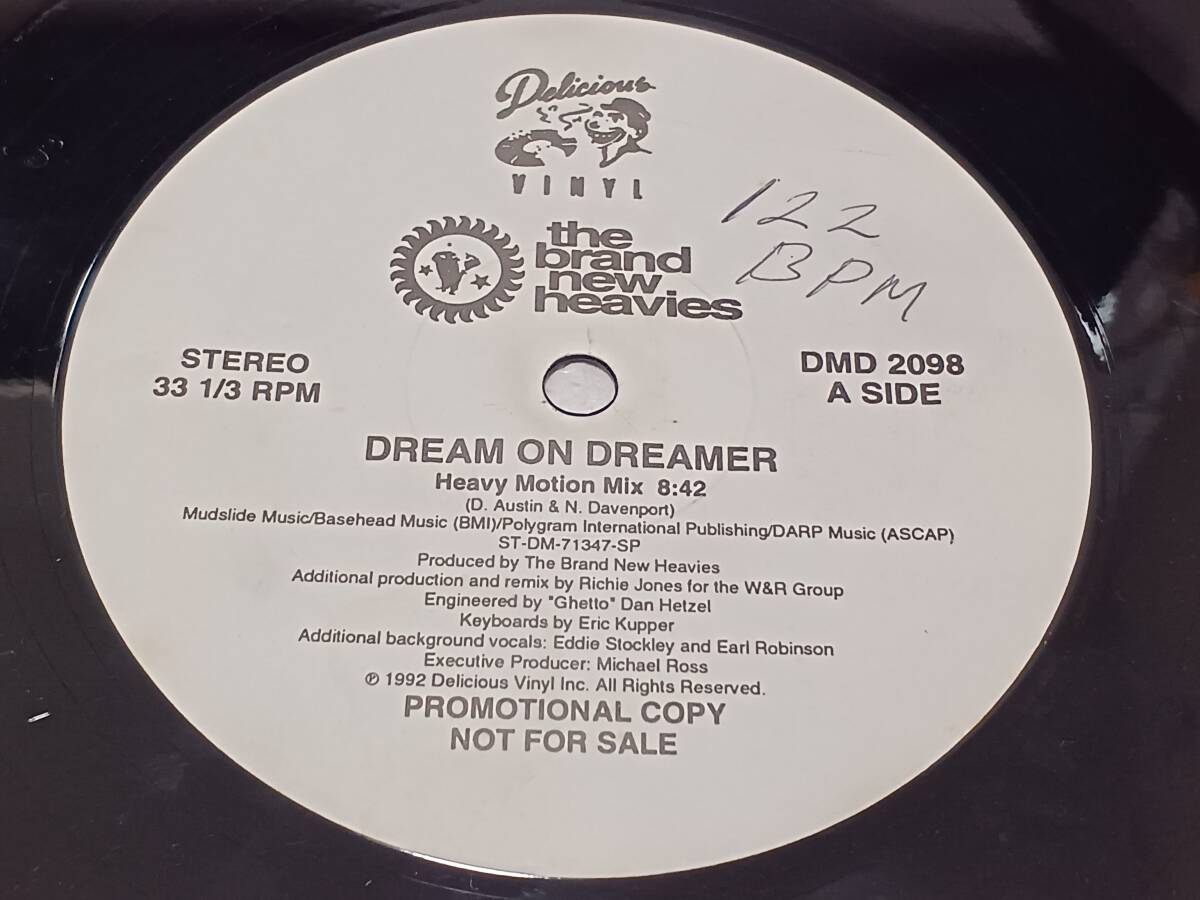 Delicious
VINYL
122
BPM
the
brand
new
heavies
STEREO
33 1/3 RPM
DMD 2098
A SIDE
DREAM ON DREAMER
Heavy Motion Mix 8:42
(D. Austin & N. Davenport)
Mudslide Music/Basehead Music (BMI)/Polygram International Publishing/DARP Music (ASCAP)
ST-DM-71347-SP
Produced by The Brand New Heavies
Additional production and remix by Richie Jones for the W&R Group
Engineered by "Ghetto" Dan Hetzel
Keyboards by Eric Kupper
Additional background vocals: Eddie Stockley and Earl Robinson
Executive Producer: Michael Ross
℗ 1992 Delicious Vinyl Inc. All Rights Reserved.
PROMOTIONAL COPY
NOT FOR SALE